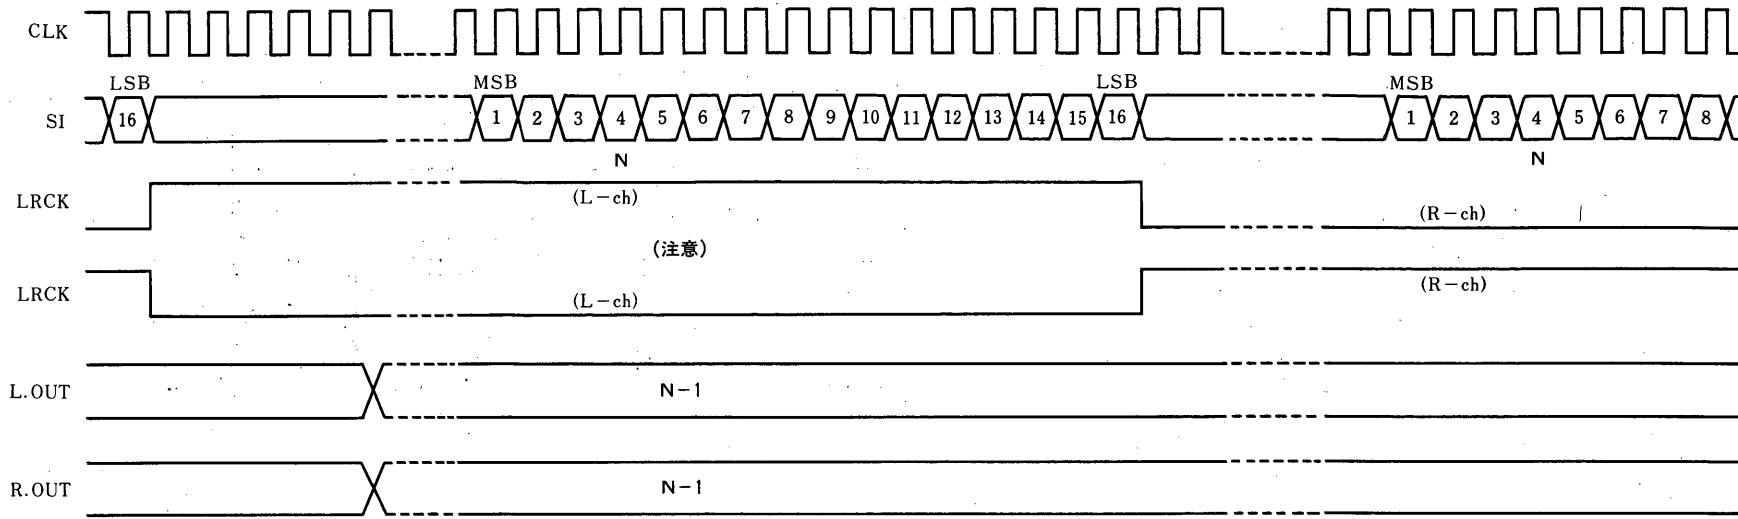 CLK
LSB MSB LSB MSB
SI 16 1 2 3 4 5 6 7 8 9 10 11 12 13 14 15 16 1 2 3 4 5 6 7 8
N N
LRCK (L-ch) (R-ch)
(注意)
LRCK (L-ch) (R-ch)
L.OUT N-1
R.OUT N-1